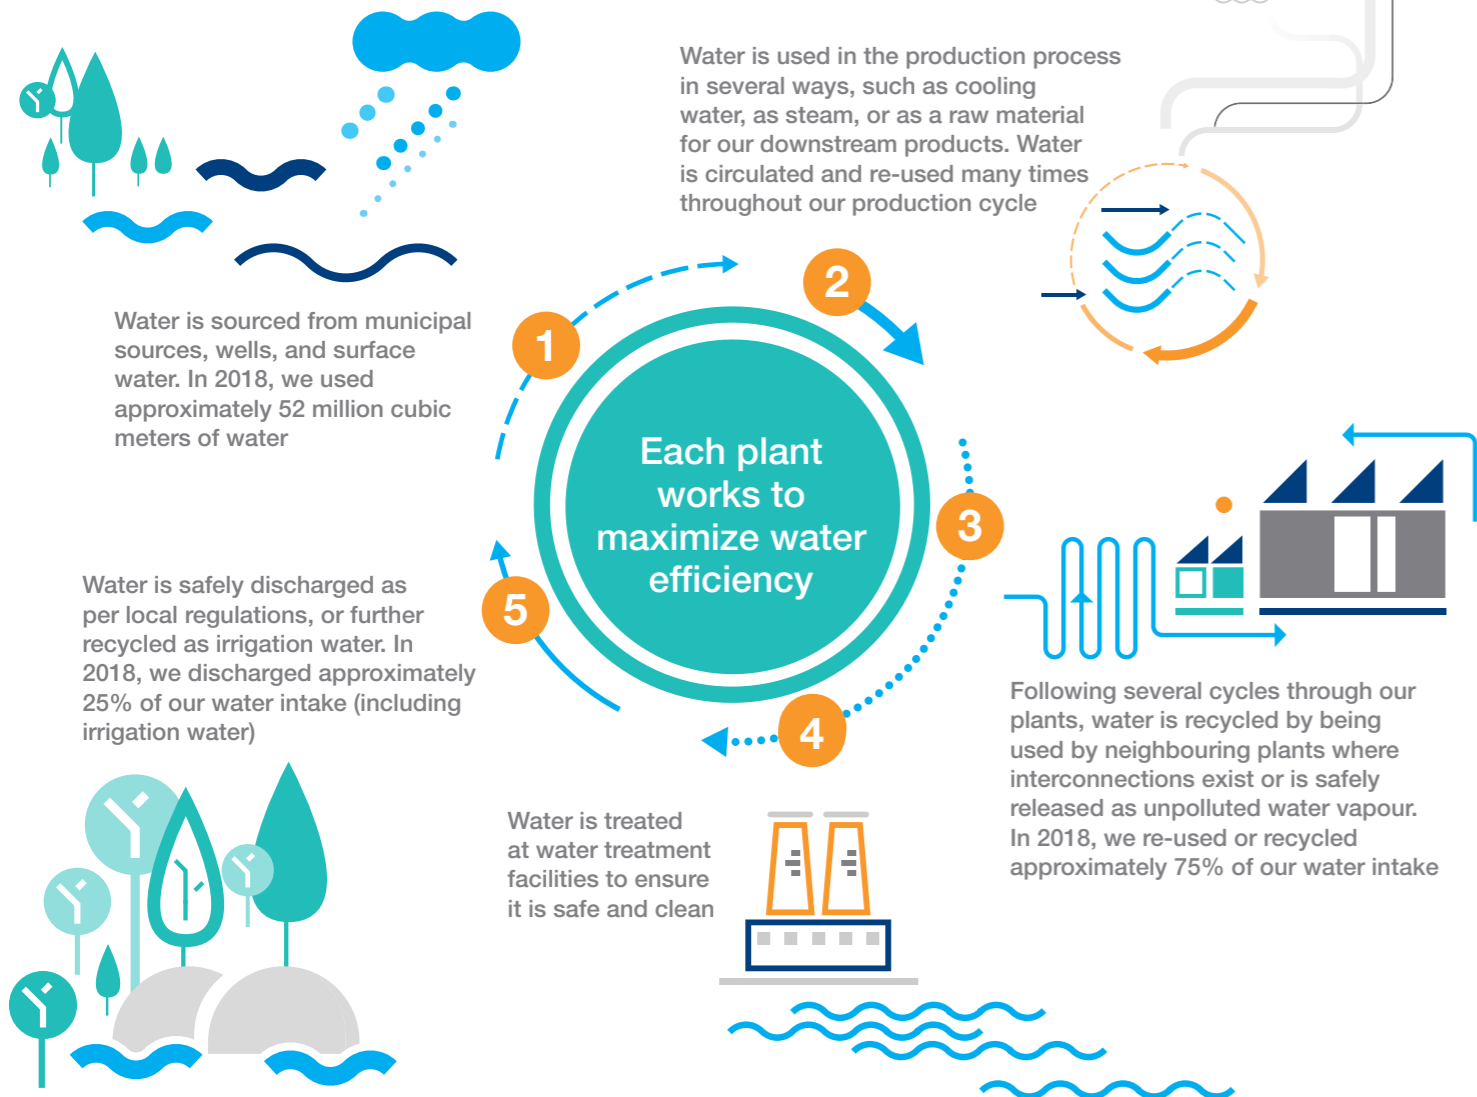 Water is used in the production process
in several ways, such as cooling
water, as steam, or as a raw material
for our downstream products. Water
is circulated and re-used many times
throughout our production cycle
1
2
Water is sourced from municipal
sources, wells, and surface
water. In 2018, we used
approximately 52 million cubic
meters of water
Each plant
works to
maximize water
efficiency
3
5
4
Water is safely discharged as
per local regulations, or further
recycled as irrigation water. In
2018, we discharged approximately
25% of our water intake (including
irrigation water)
Following several cycles through our
plants, water is recycled by being
used by neighbouring plants where
interconnections exist or is safely
released as unpolluted water vapour.
In 2018, we re-used or recycled
approximately 75% of our water intake
Water is treated
at water treatment
facilities to ensure
it is safe and clean